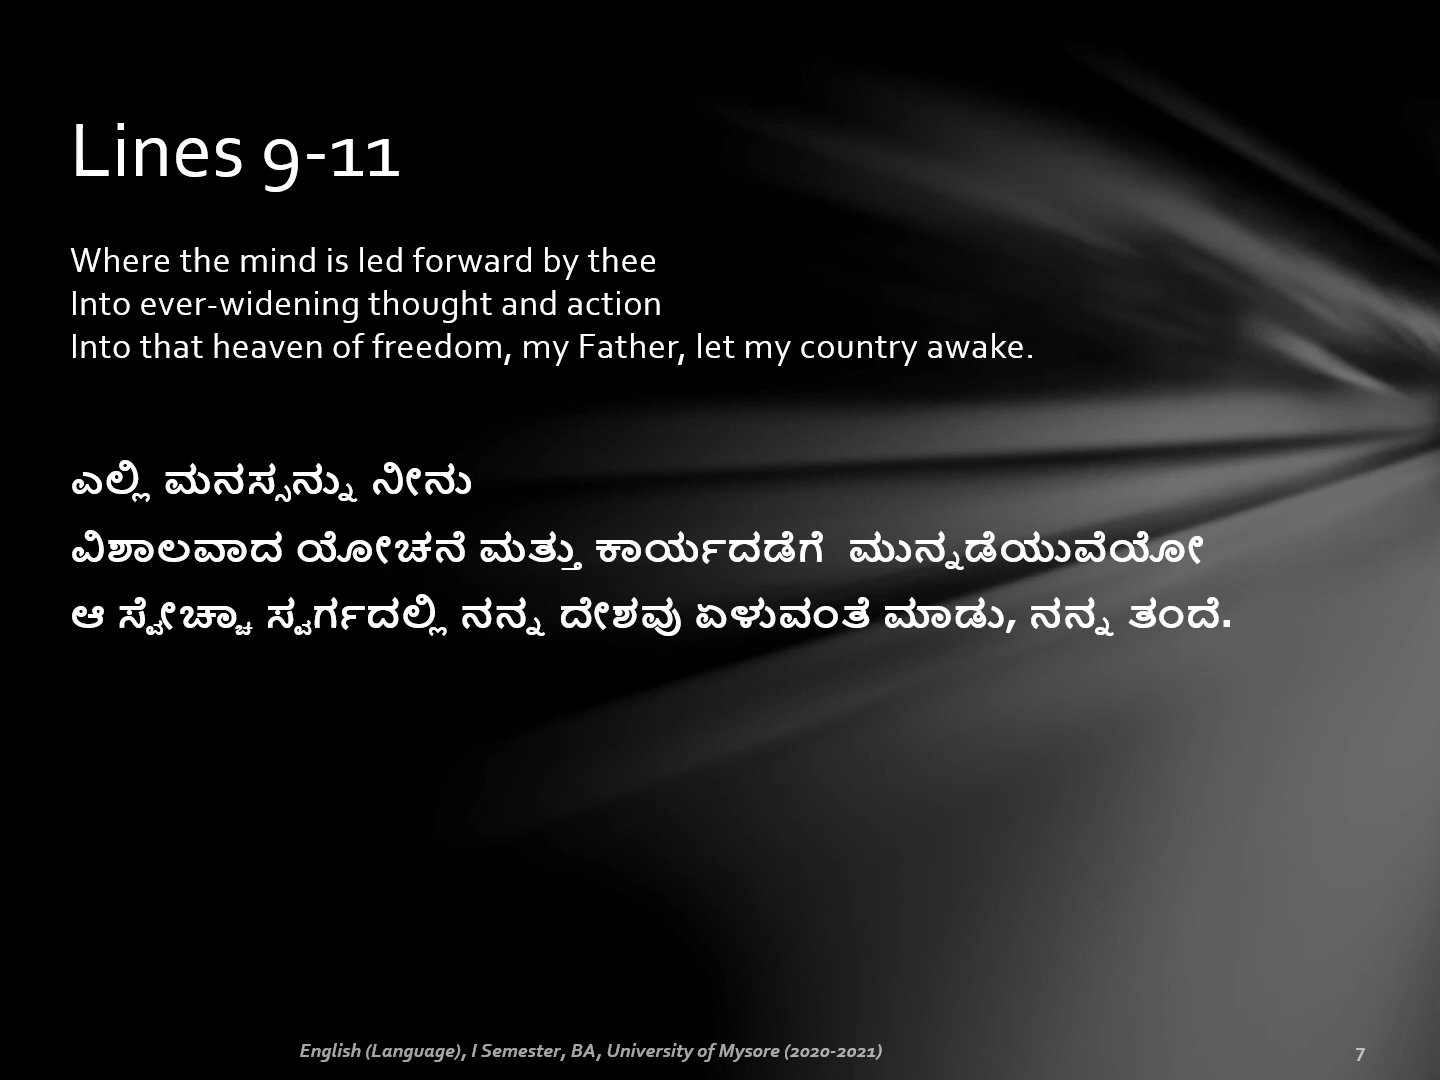 Lines 9-11
Where the mind is led forward by thee
Into ever-widening thought and action
Into that heaven of freedom, my Father, let my country awake.
ಎಲ್ಲಿ ಮನಸ್ಸನ್ನು ನೀನು
ವಿಶಾಲವಾದ ಯೋಚನೆ ಮತ್ತು ಕಾರ್ಯದಡೆಗೆ ಮುನ್ನಡೆಯುವೆಯೋ
ಆ ಸ್ವೇಚ್ಚಾ ಸ್ವರ್ಗದಲ್ಲಿ ನನ್ನ ದೇಶವು ಏಳುವಂತೆ ಮಾಡು, ನನ್ನ ತಂದೆ.
English (Language), I Semester, BA, University of Mysore (2020-2021)
7